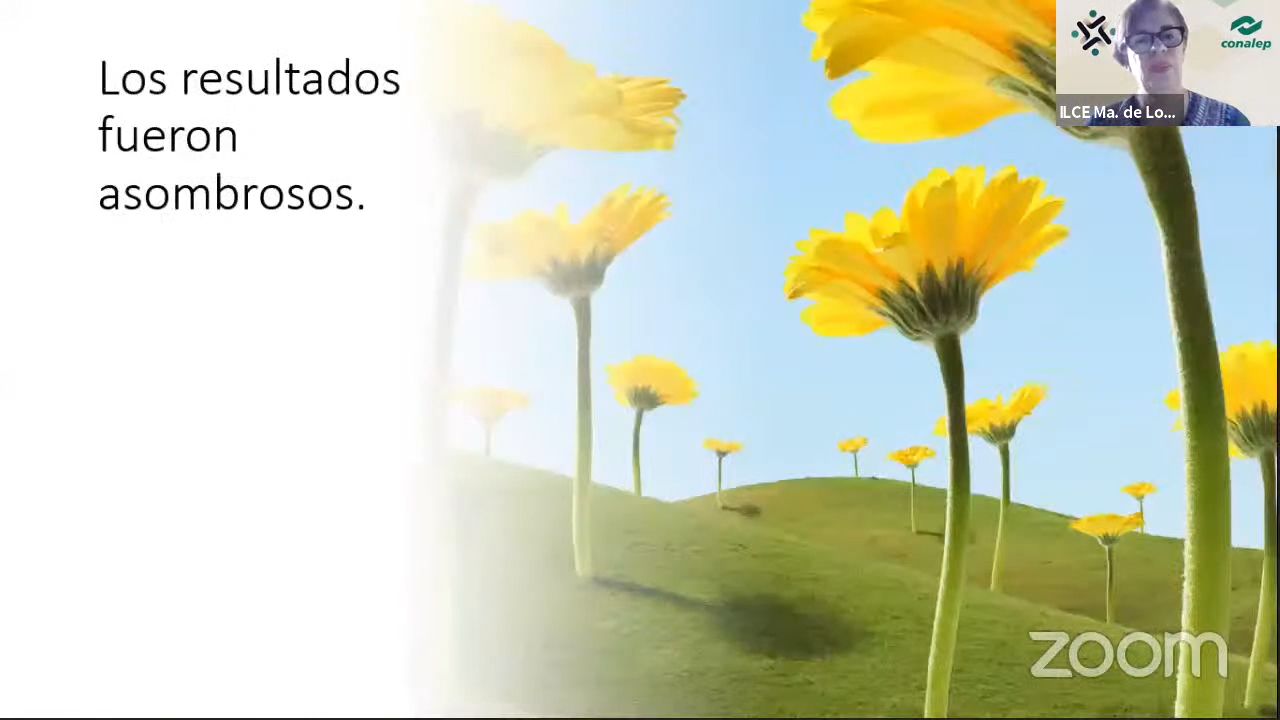 Los resultados
fueron
asombrosos.
conalep
ILCE Ma. de Lo...
zoom